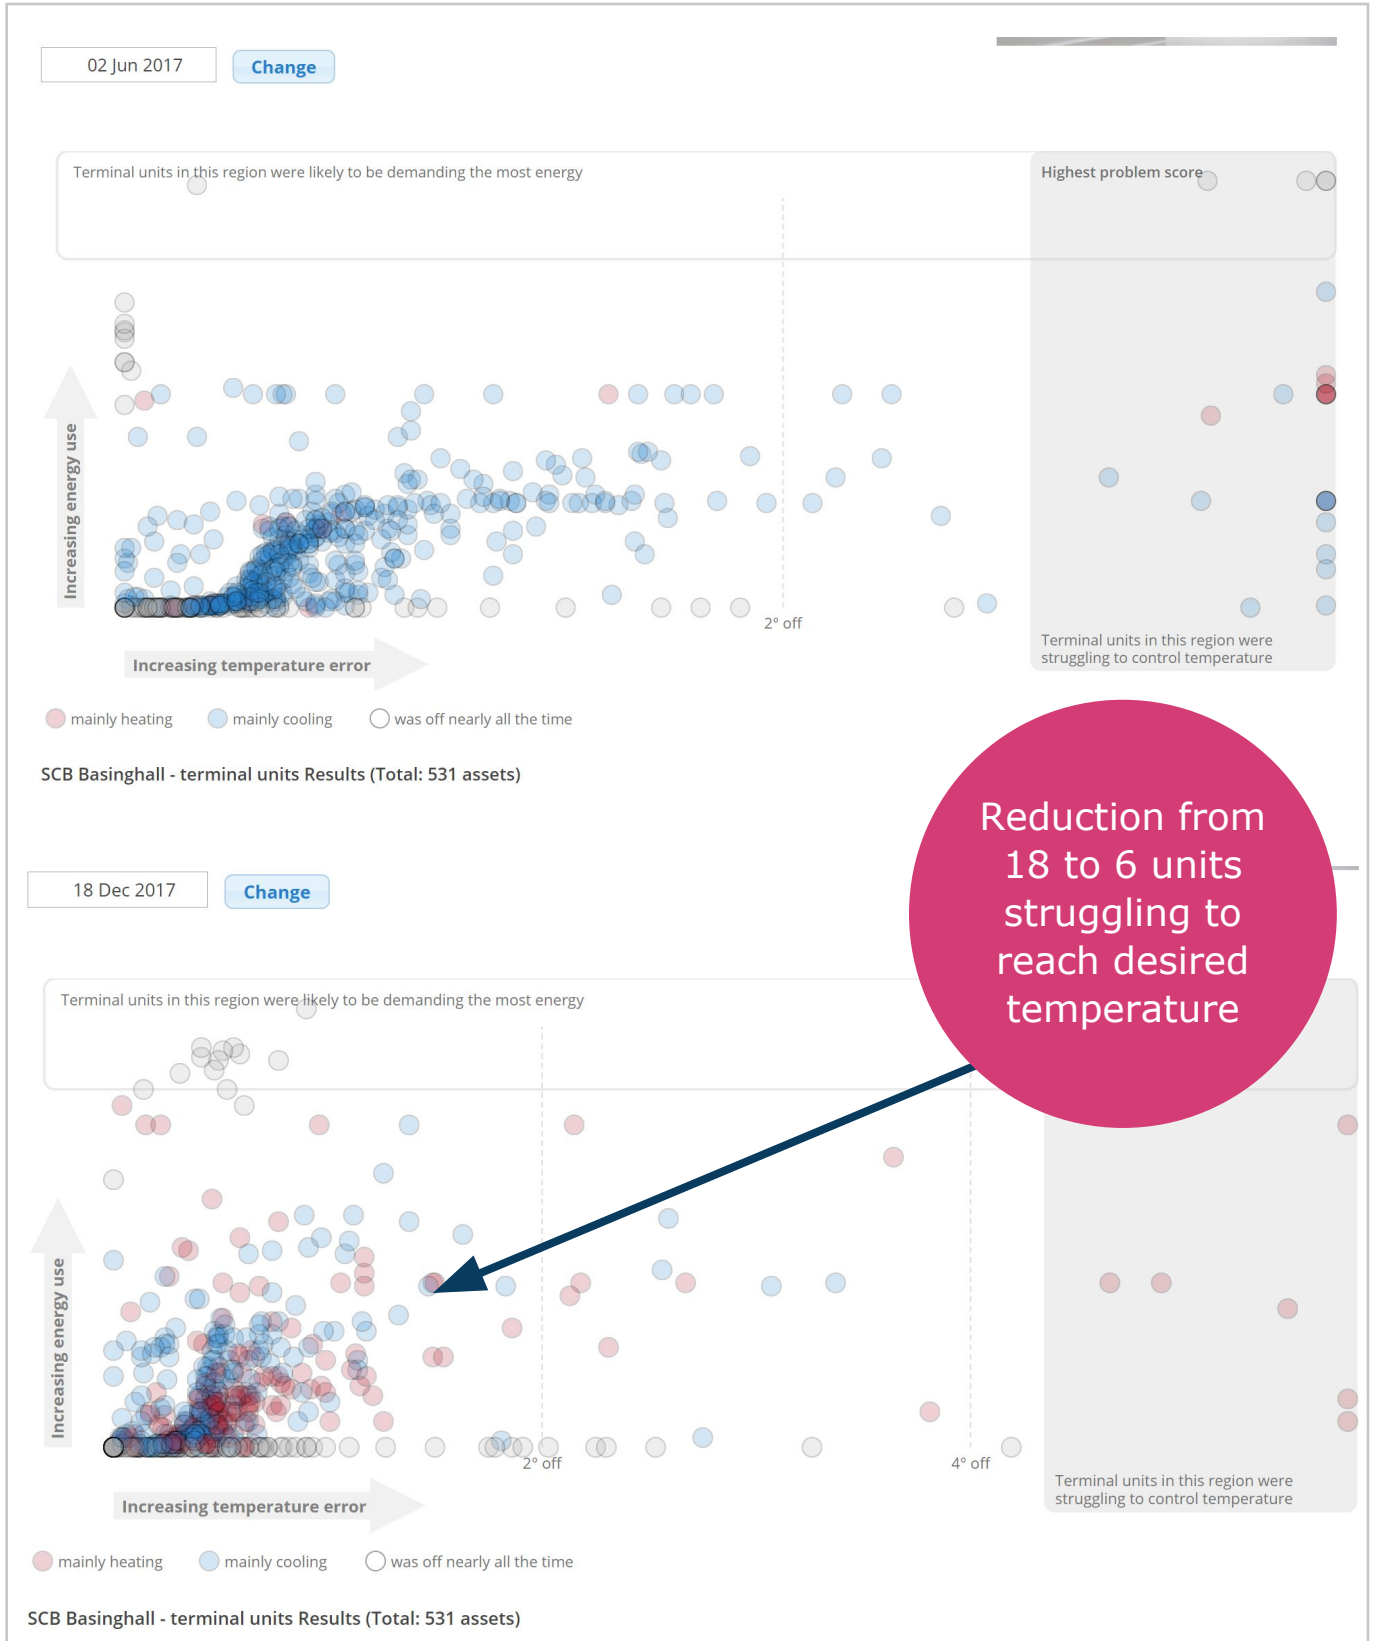 02 Jun 2017
Change
Terminal units in this region were likely to be demanding the most energy
Highest problem score
Increasing energy use
2° off
Terminal units in this region were
struggling to control temperature
Increasing temperature error
mainly heating
mainly cooling
was off nearly all the time
SCB Basinghall - terminal units Results (Total: 531 assets)
Reduction from
18 to 6 units
struggling to
reach desired
temperature
18 Dec 2017
Change
Terminal units in this region were likely to be demanding the most energy
Increasing energy use
2° off
4° off
Terminal units in this region were
struggling to control temperature
Increasing temperature error
mainly heating
mainly cooling
was off nearly all the time
SCB Basinghall - terminal units Results (Total: 531 assets)